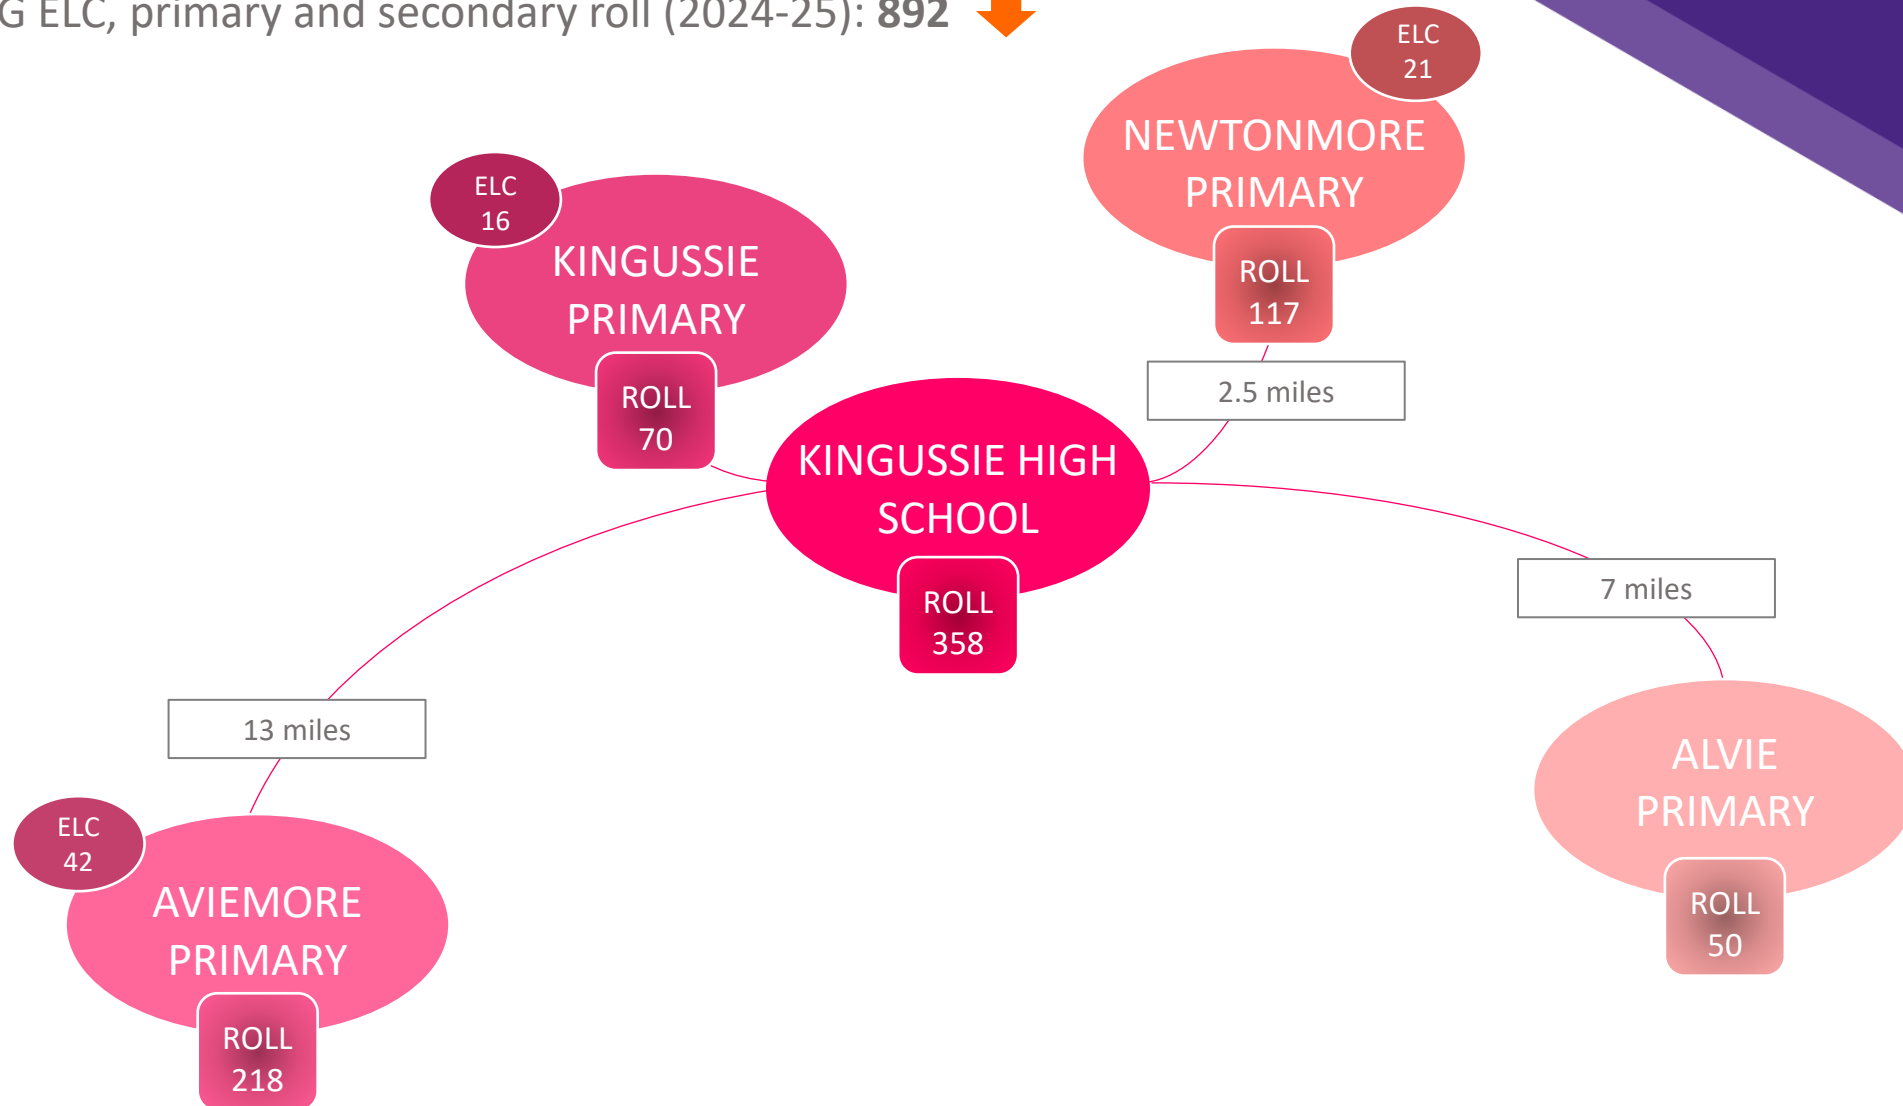 G ELC, primary and secondary roll (2024-25): 892
ELC
21
NEWTONMORE
PRIMARY
ROLL
117
2.5 miles
ELC
16
KINGUSSIE
PRIMARY
ROLL
70
KINGUSSIE HIGH
SCHOOL
ROLL
358
7 miles
ALVIE
PRIMARY
ROLL
50
13 miles
ELC
42
AVIEMORE
PRIMARY
ROLL
218